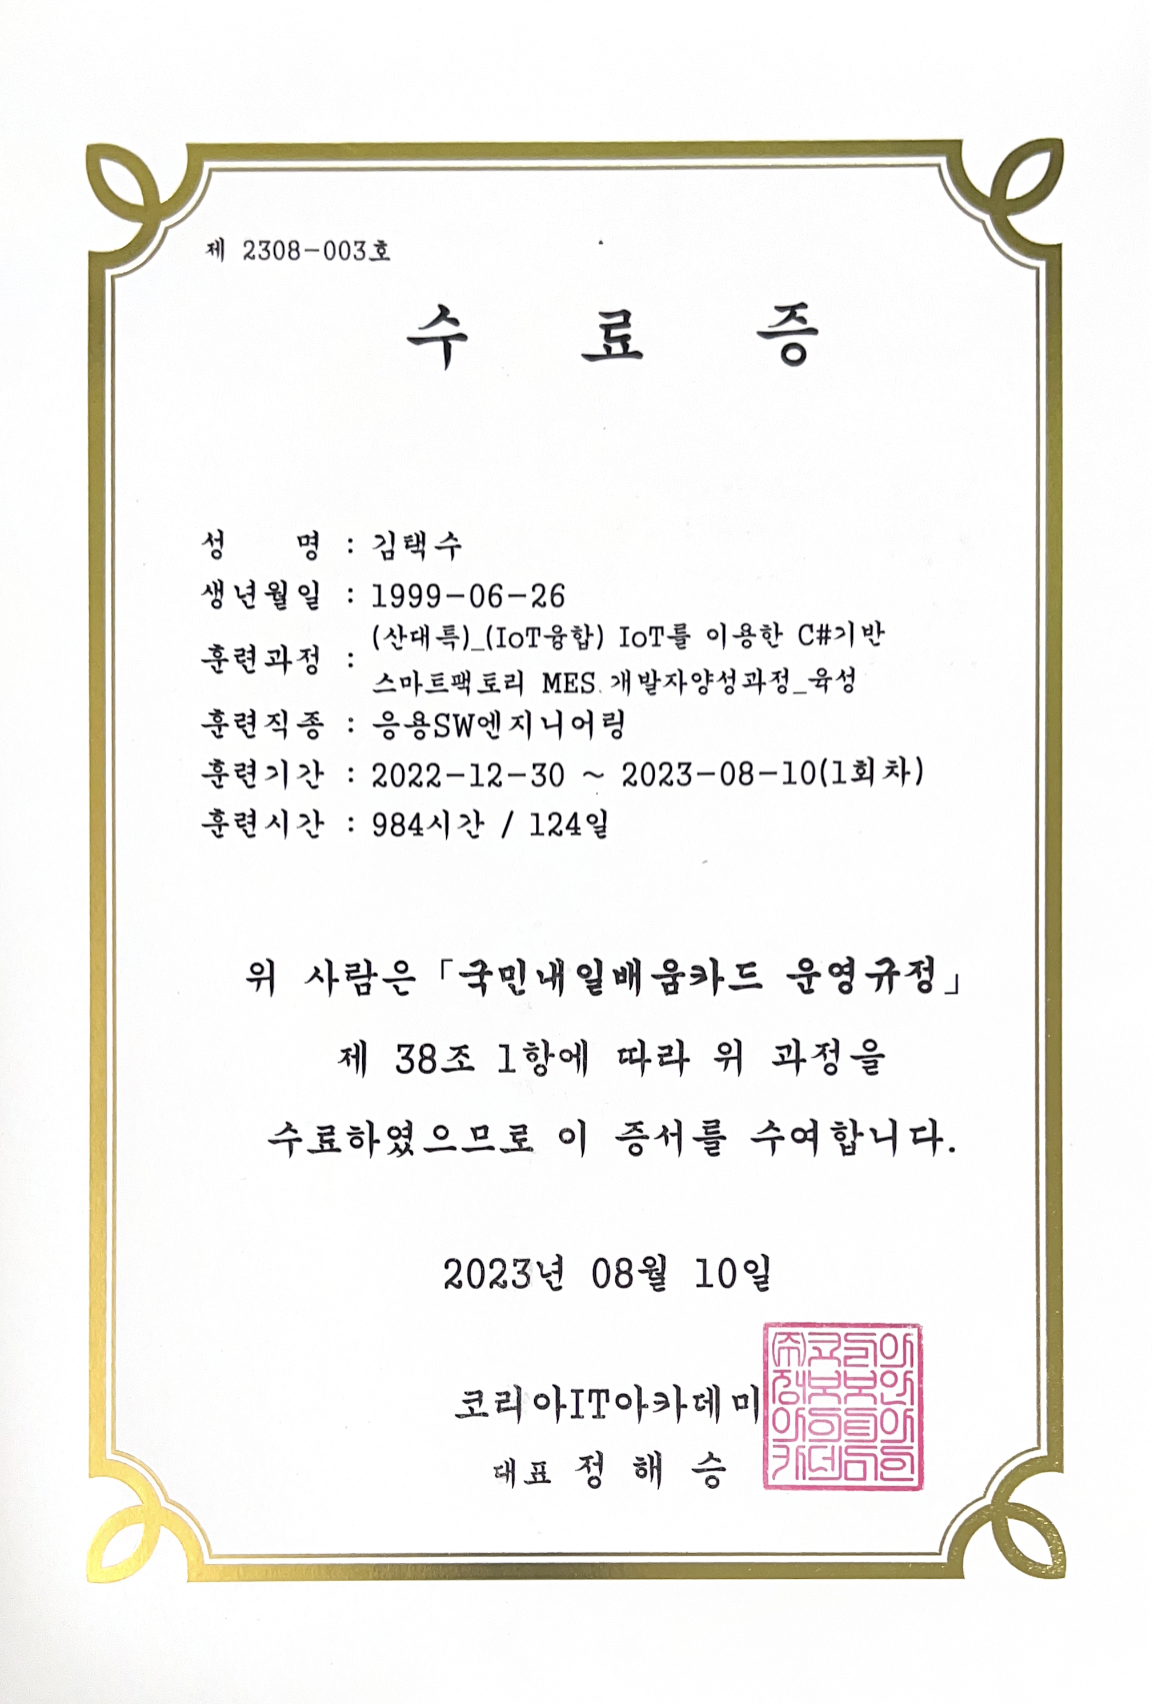 제 2308-003호
수 료 증
성 명 : 김택수
생년월일 : 1999-06-26
훈련과정 : (산대특)_(IoT융합) IoT를 이용한 C#기반
스마트팩토리 MES 개발자양성과정_육성
훈련직종 : 응용SW엔지니어링
훈련기간 : 2022-12-30 ~ 2023-08-10(1회차)
훈련시간 : 984시간 / 124일
위 사람은 「국민내일배움카드 운영규정」
제 38조 1항에 따라 위 과정을
수료하였으므로 이 증서를 수여합니다.
2023년 08월 10일
코리아IT아카데미
대표 정 해 승